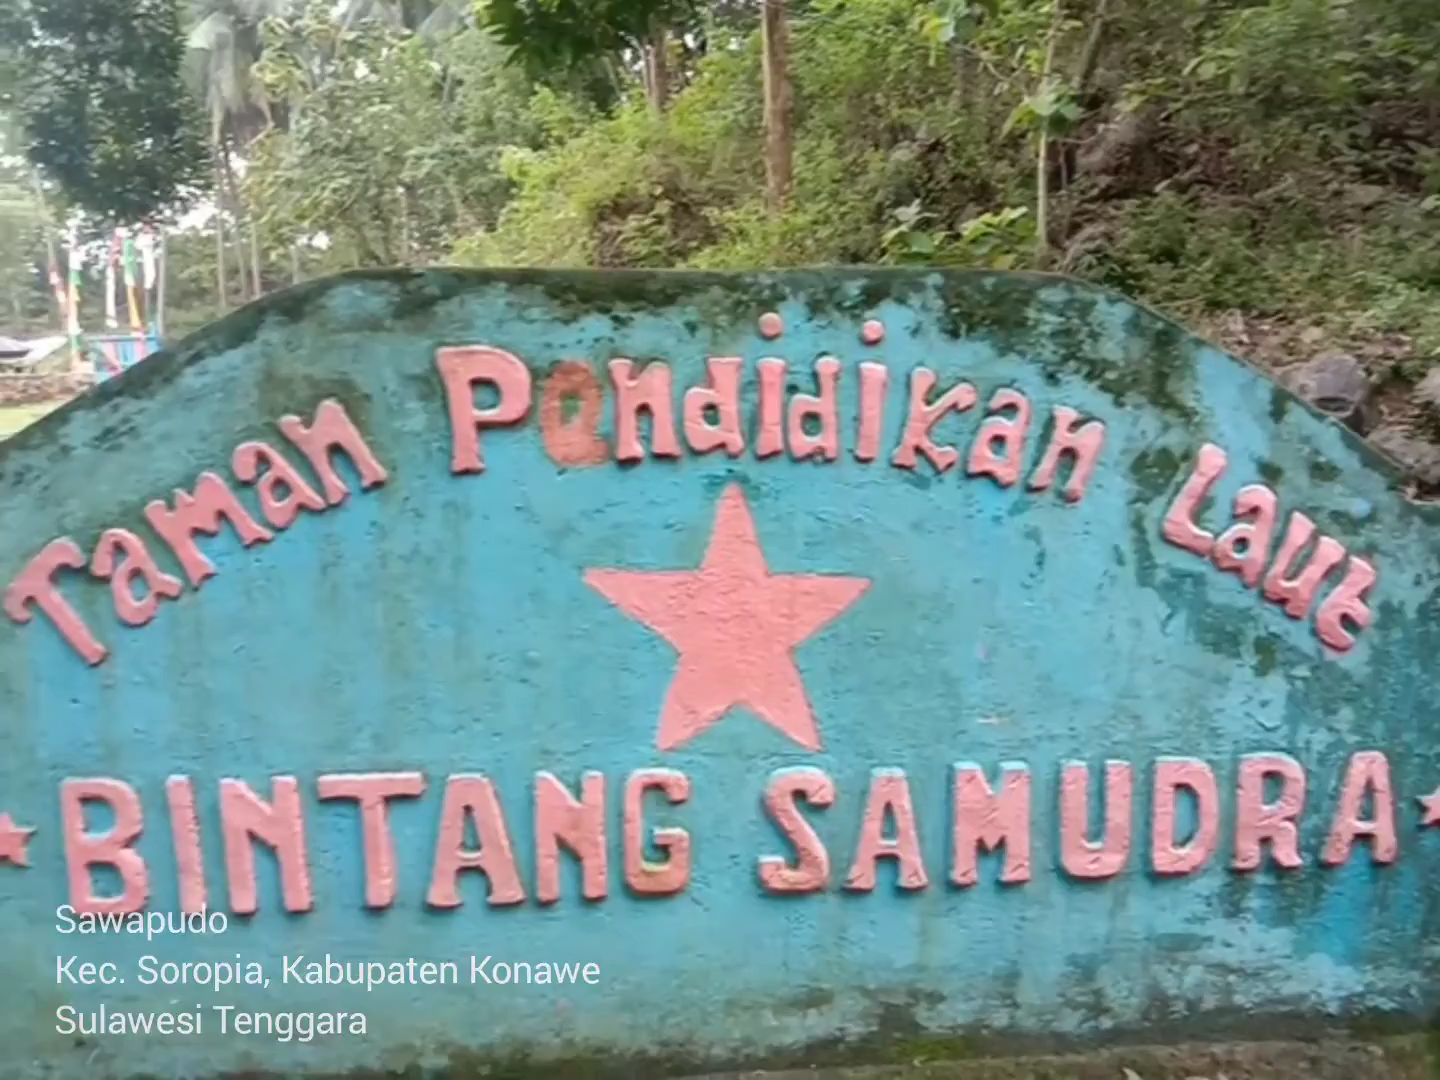 Taman Pendidikan Laut
BINTANG SAMUDRA
Sawapudo
Kec. Soropia, Kabupaten Konawe
Sulawesi Tenggara